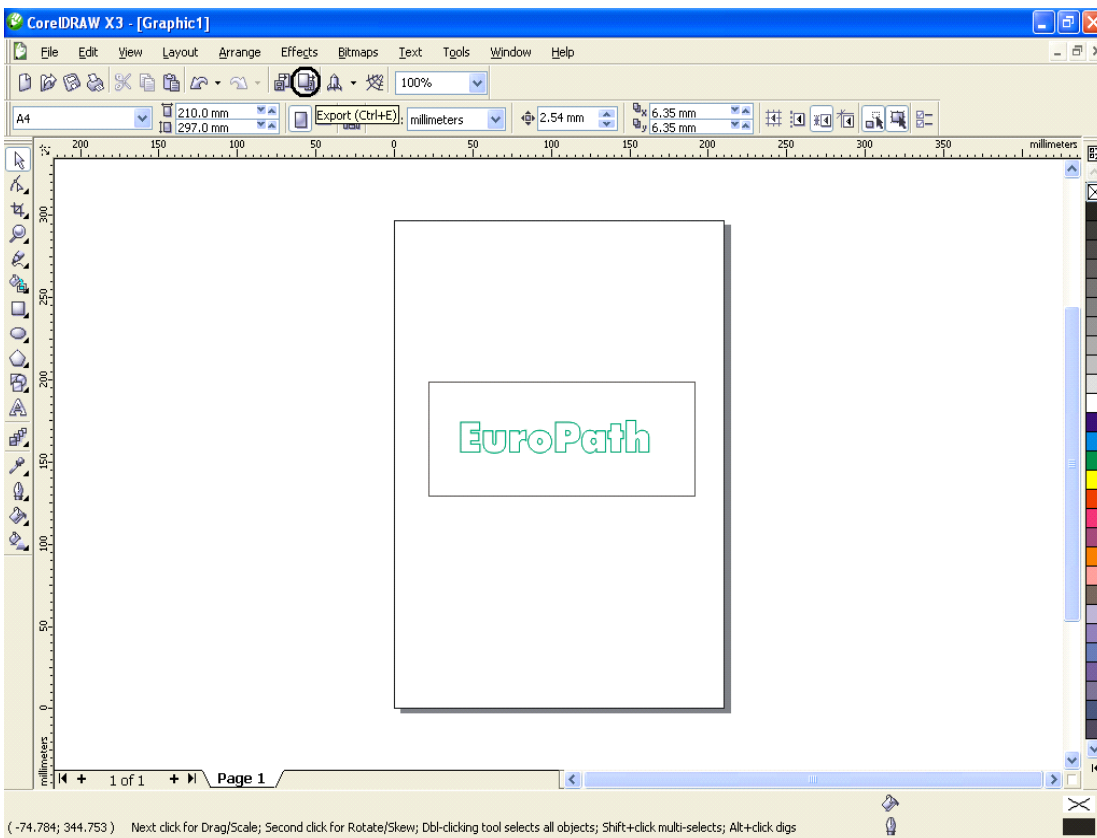 CorelDRAW X3 - [Graphic1]
File Edit View Layout Arrange Effects Bitmaps Text Tools Window Help
100%
A4 210.0 mm 297.0 mm Export (Ctrl+E) : millimeters 2.54 mm x 6.35 mm y 6.35 mm
200 150 100 50 0 50 100 150 200 250 300 350 millimeters
300
250
200
EuroPath
150
100
50
0
millimeters
1 of 1 Page 1
( -74.784; 344.753 ) Next click for Drag/Scale; Second click for Rotate/Skew; Dbl-clicking tool selects all objects; Shift+click multi-selects; Alt+click digs